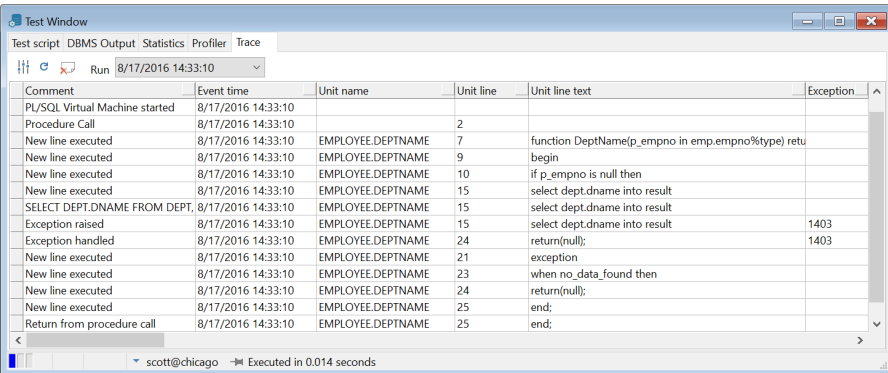 Test Window
Test script DBMS Output Statistics Profiler Trace
Run 8/17/2016 14:33:10
Comment Event time Unit name Unit line Unit line text Exception
PL/SQL Virtual Machine started 8/17/2016 14:33:10
Procedure Call 8/17/2016 14:33:10 2
New line executed 8/17/2016 14:33:10 EMPLOYEE.DEPTNAME 7 function DeptName(p_empno in emp.empno%type) retu
New line executed 8/17/2016 14:33:10 EMPLOYEE.DEPTNAME 9 begin
New line executed 8/17/2016 14:33:10 EMPLOYEE.DEPTNAME 10 if p_empno is null then
New line executed 8/17/2016 14:33:10 EMPLOYEE.DEPTNAME 15 select dept.dname into result
SELECT DEPT.DNAME FROM DEPT, 8/17/2016 14:33:10 EMPLOYEE.DEPTNAME 15 select dept.dname into result
Exception raised 8/17/2016 14:33:10 EMPLOYEE.DEPTNAME 15 select dept.dname into result 1403
Exception handled 8/17/2016 14:33:10 EMPLOYEE.DEPTNAME 24 return(null); 1403
New line executed 8/17/2016 14:33:10 EMPLOYEE.DEPTNAME 21 exception
New line executed 8/17/2016 14:33:10 EMPLOYEE.DEPTNAME 23 when no_data_found then
New line executed 8/17/2016 14:33:10 EMPLOYEE.DEPTNAME 24 return(null);
New line executed 8/17/2016 14:33:10 EMPLOYEE.DEPTNAME 25 end;
Return from procedure call 8/17/2016 14:33:10 EMPLOYEE.DEPTNAME 25 end;
scott@chicago Executed in 0.014 seconds